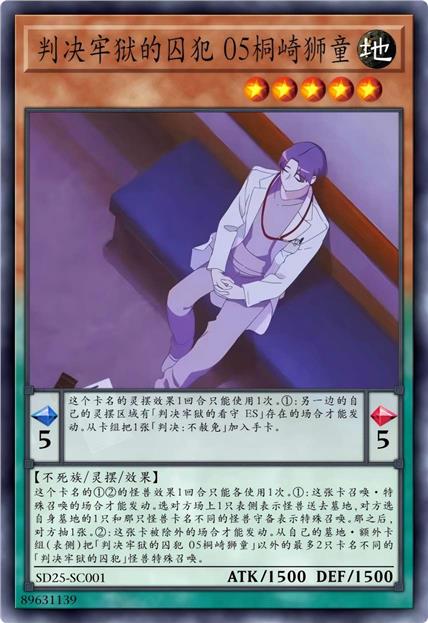 判决牢狱的囚犯 05桐崎狮童
地
这个卡名的灵摆效果1回合只能使用1次。①:另一边的自
己的灵摆区域有「判决牢狱的看守 ES」存在的场合才能发
动。从卡组把1张「判决:不赦免」加入手卡。
5
5
【不死族/灵摆/效果】
这个卡名的①②的怪兽效果1回合只能各使用1次。①:这张卡召唤・特
殊召唤的场合才能发动。选对方场上1只表侧表示怪兽送去墓地,对方选
自身墓地的1只和那只怪兽卡名不同的怪兽守备表示特殊召唤。那之后,
对方抽1张。②:这张卡被除外的场合才能发动。从自己的墓地・额外卡
组(表侧)把「判决牢狱的囚犯 05桐崎狮童」以外的最多2只卡名不同的
「判决牢狱的囚犯」怪兽特殊召唤。
SD25-SC001
ATK/1500 DEF/1500
89631139